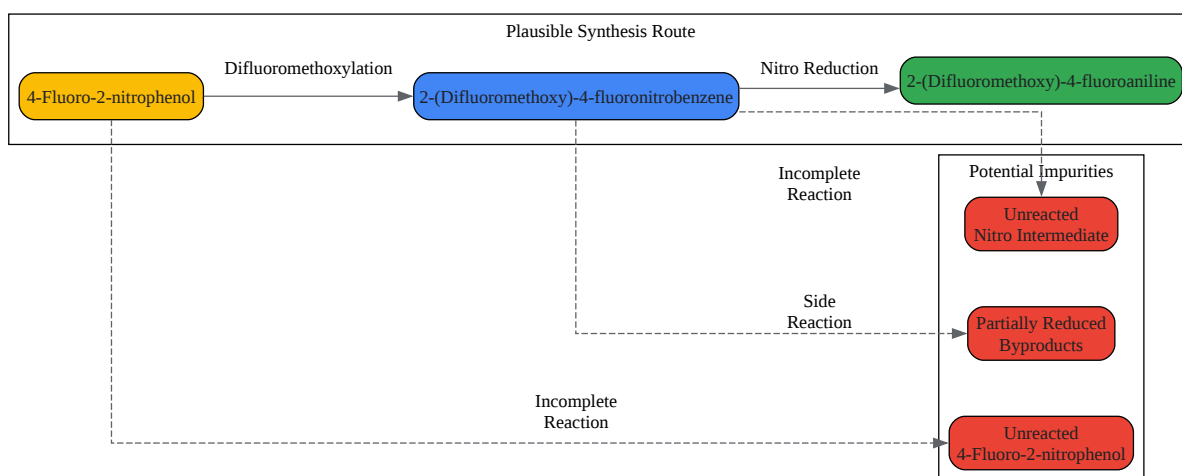 Plausible Synthesis Route
4-Fluoro-2-nitrophenol
Difluoromethoxylation
2-(Difluoromethoxy)-4-fluoronitrobenzene
Nitro Reduction
2-(Difluoromethoxy)-4-fluoroaniline
Potential Impurities
Incomplete
Reaction
Unreacted
Nitro Intermediate
Side
Reaction
Partially Reduced
Byproducts
Incomplete
Reaction
Unreacted
4-Fluoro-2-nitrophenol